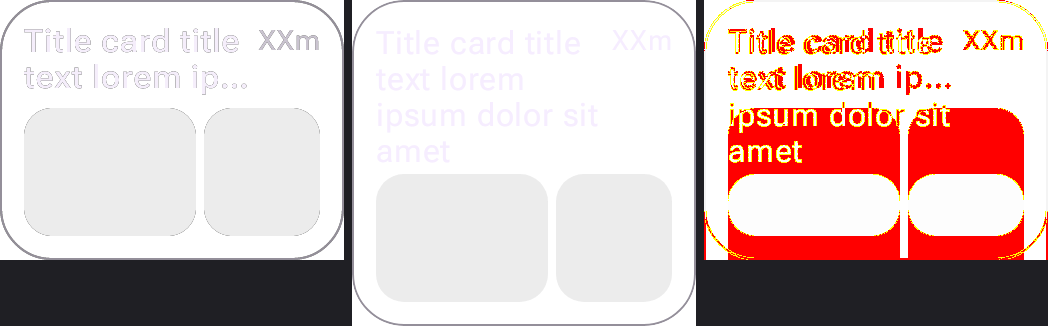 Title card title XXm
text lorem ip...
Title card title XXm
text lorem
ipsum dolor sit
amet
Title card title XXm
text lorem ip...
ipsum dolor sit
amet